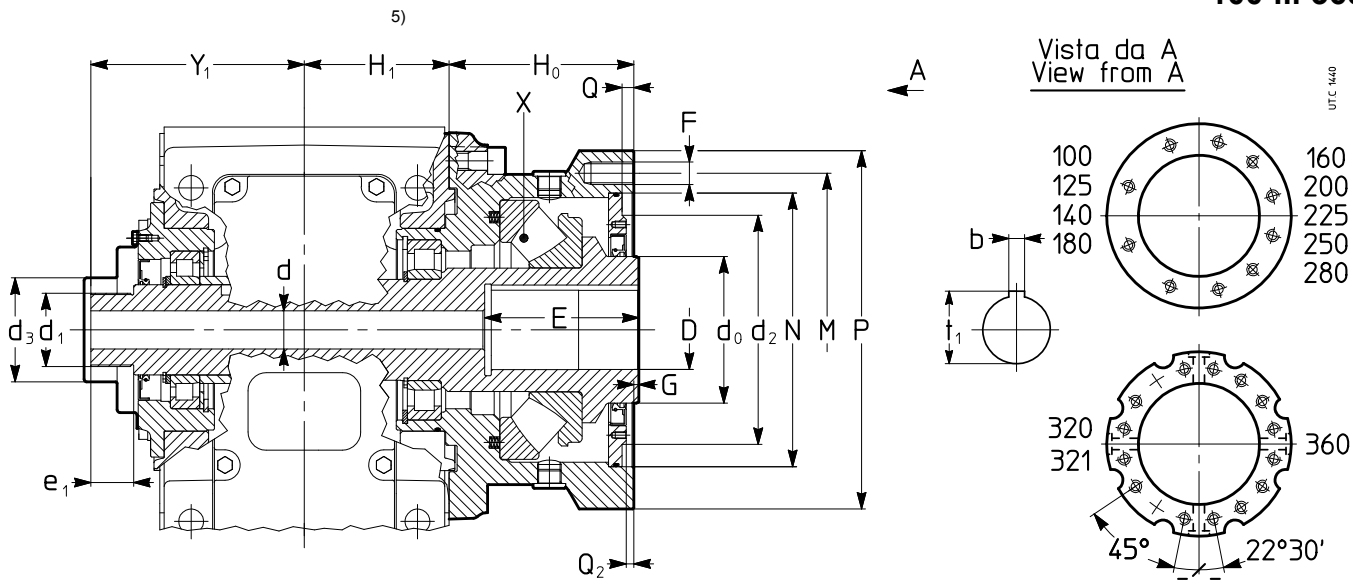 5)
Y₁
H₁
H₀
A
Q
X
F
d₃
d₁
d
E
D
d₀
d₂
N
M
P
G
e₁
Q₂
Vista da A
View from A
UT.C 1440
100
125
140
180
160
200
225
250
280
b
t₁
320
321
360
45°
22°30'